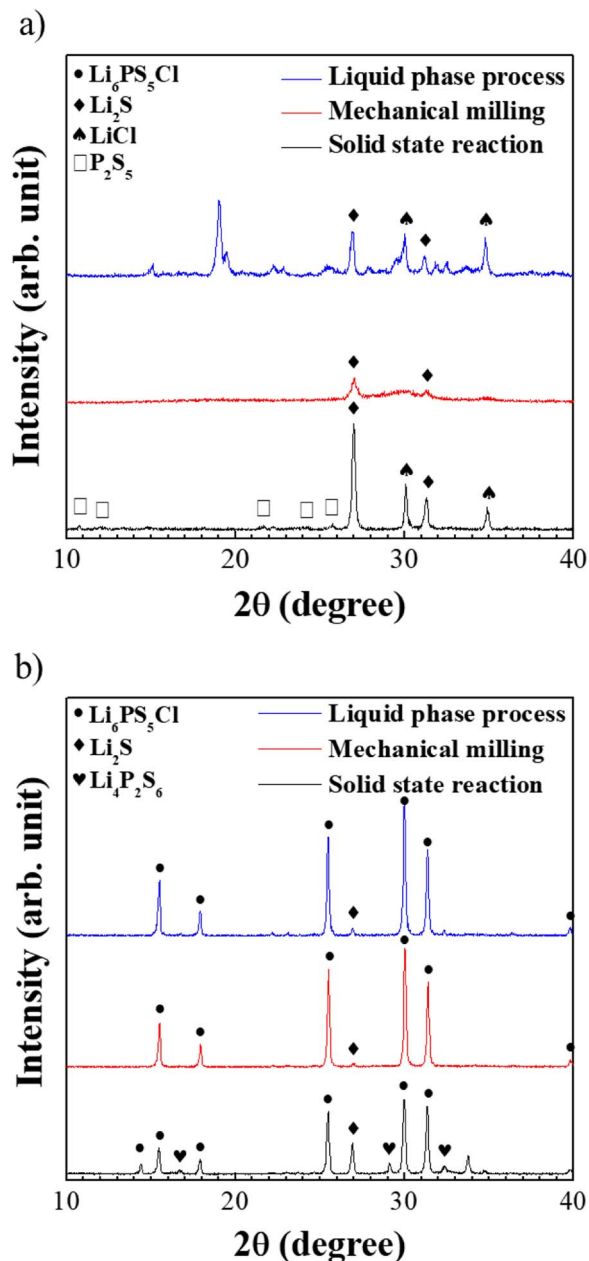 a)
● Li₆PS₅Cl
♦ Li₂S
♠ LiCl
□ P₂S₅
Liquid phase process
Mechanical milling
Solid state reaction
Intensity (arb. unit)
10 20 30 40
2θ (degree)
b)
● Li₆PS₅Cl
♦ Li₂S
♥ Li₄P₂S₆
Liquid phase process
Mechanical milling
Solid state reaction
Intensity (arb. unit)
10 20 30 40
2θ (degree)